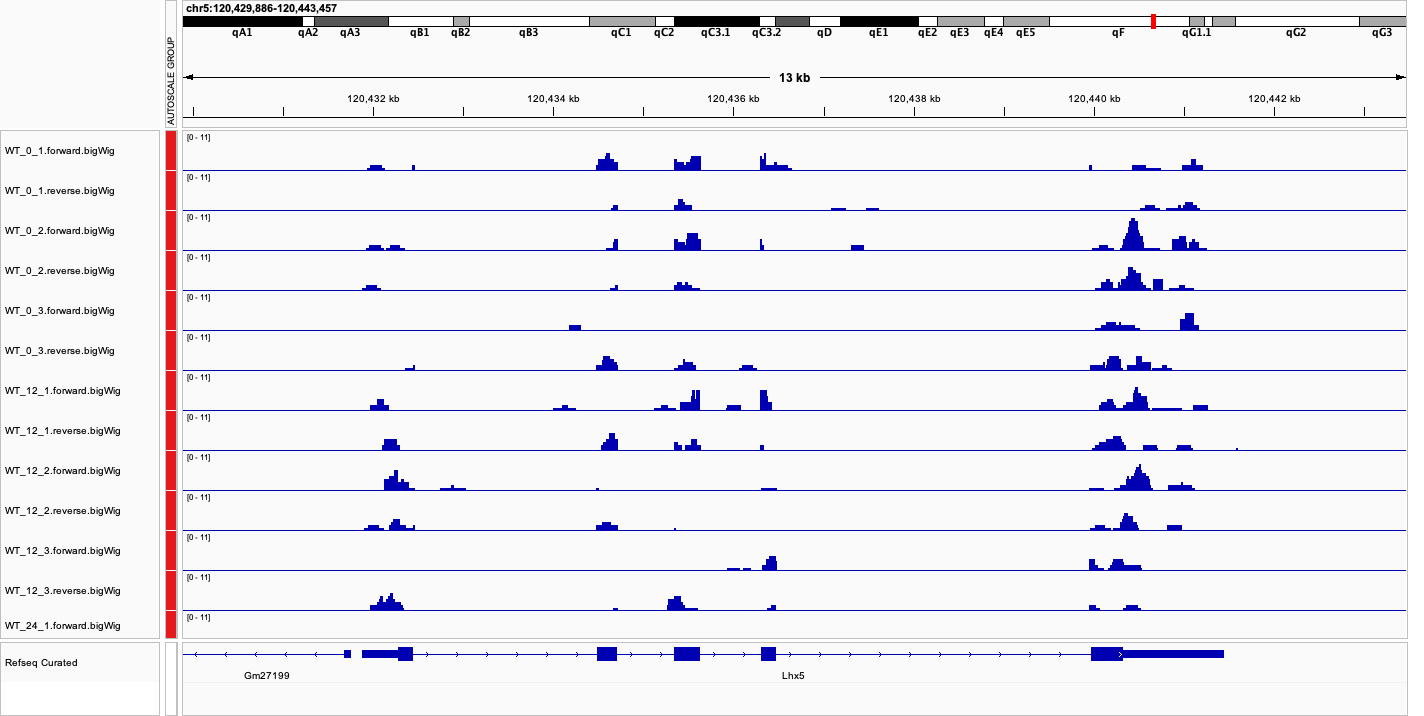 chr5:120,429,886-120,443,457
qA1 qA2 qA3 qB1 qB2 qB3 qC1 qC2 qC3.1 qC3.2 qD qE1 qE2 qE3 qE4 qE5 qF qG1.1 qG2 qG3
AUTOSCALE GROUP
13 kb
120,432 kb 120,434 kb 120,436 kb 120,438 kb 120,440 kb 120,442 kb
[0 - 11]
WT_0_1.forward.bigWig
[0 - 11]
WT_0_1.reverse.bigWig
[0 - 11]
WT_0_2.forward.bigWig
[0 - 11]
WT_0_2.reverse.bigWig
[0 - 11]
WT_0_3.forward.bigWig
[0 - 11]
WT_0_3.reverse.bigWig
[0 - 11]
WT_12_1.forward.bigWig
[0 - 11]
WT_12_1.reverse.bigWig
[0 - 11]
WT_12_2.forward.bigWig
[0 - 11]
WT_12_2.reverse.bigWig
[0 - 11]
WT_12_3.forward.bigWig
[0 - 11]
WT_12_3.reverse.bigWig
[0 - 11]
WT_24_1.forward.bigWig
Refseq Curated
Gm27199 Lhx5